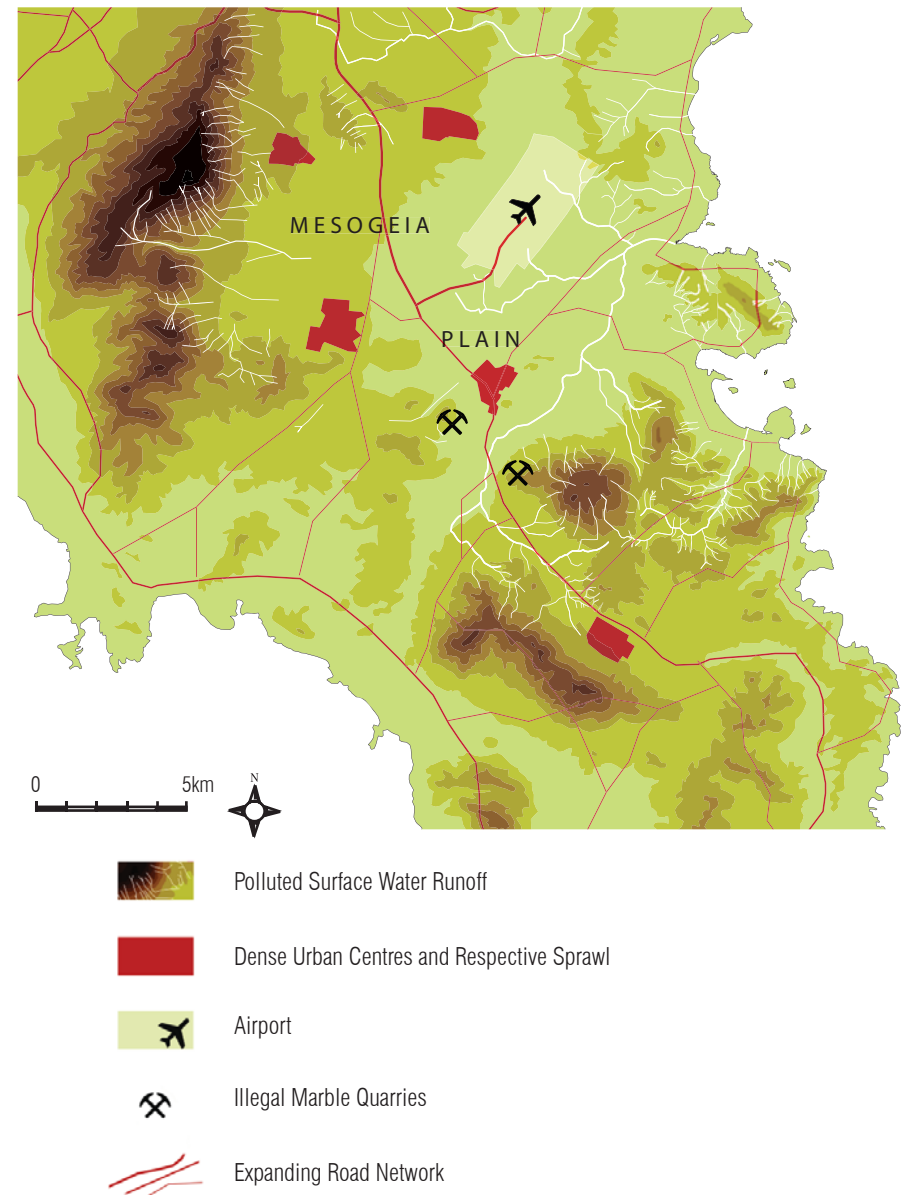 MESOGEIA
PLAIN
0 5km
N
Polluted Surface Water Runoff
Dense Urban Centres and Respective Sprawl
Airport
Illegal Marble Quarries
Expanding Road Network